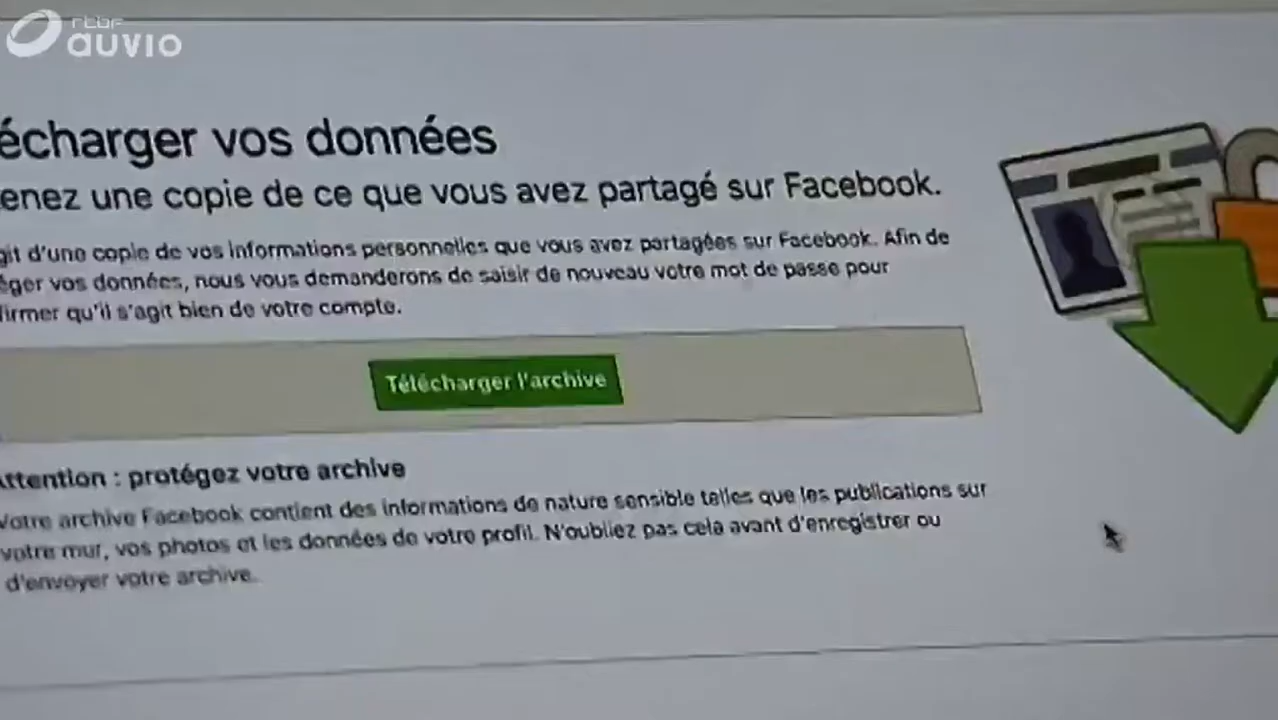 rtbf
auvio
écharger vos données
enez une copie de ce que vous avez partagé sur Facebook.
git d'une copie de vos informations personnelles que vous avez partagées sur Facebook. Afin de
éger vos données, nous vous demanderons de saisir de nouveau votre mot de passe pour
firmer qu'il s'agit bien de votre compte.
Télécharger l'archive
Attention : protégez votre archive
Votre archive Facebook contient des informations de nature sensible telles que les publications sur
votre mur, vos photos et les données de votre profil. N'oubliez pas cela avant d'enregistrer ou
d'envoyer votre archive.